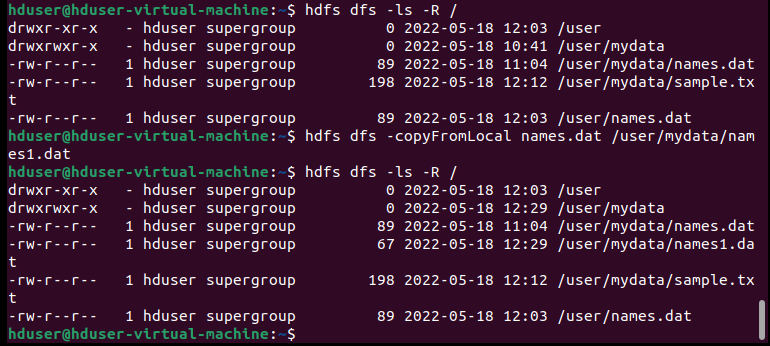 hduser@hduser-virtual-machine:~$ hdfs dfs -ls -R /
drwxr-xr-x   - hduser supergroup          0 2022-05-18 12:03 /user
drwxrwxr-x   - hduser supergroup          0 2022-05-18 10:41 /user/mydata
-rw-r--r--   1 hduser supergroup         89 2022-05-18 11:04 /user/mydata/names.dat
-rw-r--r--   1 hduser supergroup        198 2022-05-18 12:12 /user/mydata/sample.tx
t
-rw-r--r--   1 hduser supergroup         89 2022-05-18 12:03 /user/names.dat
hduser@hduser-virtual-machine:~$ hdfs dfs -copyFromLocal names.dat /user/mydata/nam
es1.dat
hduser@hduser-virtual-machine:~$ hdfs dfs -ls -R /
drwxr-xr-x   - hduser supergroup          0 2022-05-18 12:03 /user
drwxrwxr-x   - hduser supergroup          0 2022-05-18 12:29 /user/mydata
-rw-r--r--   1 hduser supergroup         89 2022-05-18 11:04 /user/mydata/names.dat
-rw-r--r--   1 hduser supergroup         67 2022-05-18 12:29 /user/mydata/names1.da
t
-rw-r--r--   1 hduser supergroup        198 2022-05-18 12:12 /user/mydata/sample.tx
t
-rw-r--r--   1 hduser supergroup         89 2022-05-18 12:03 /user/names.dat
hduser@hduser-virtual-machine:~$